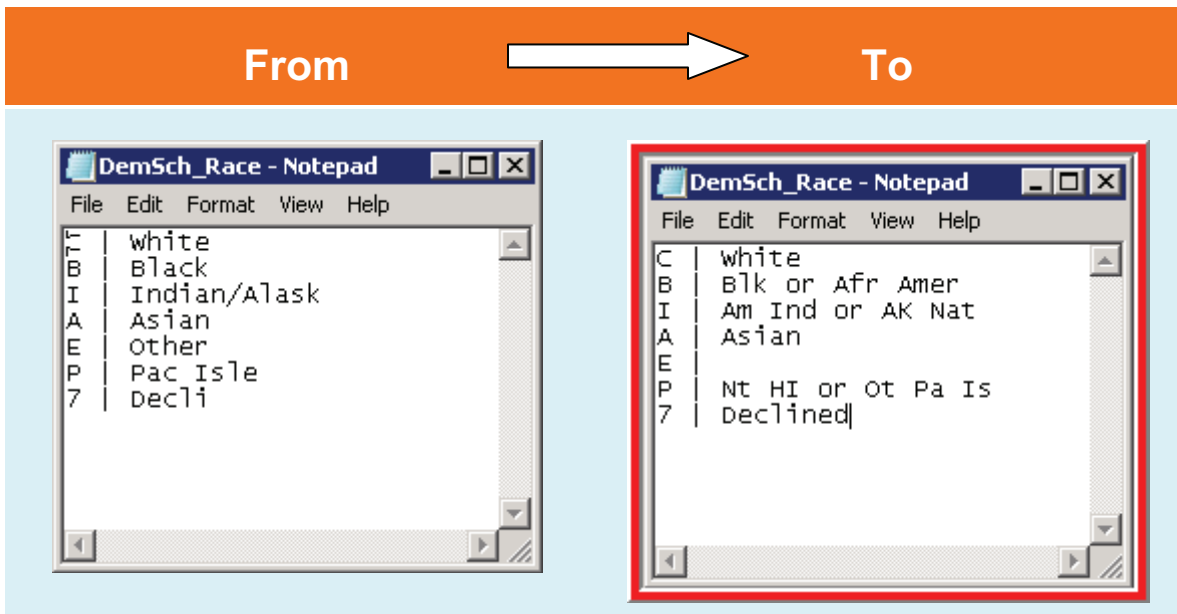 From To
DemSch_Race - Notepad
File Edit Format View Help
| White
B | Black
I | Indian/Alask
A | Asian
E | Other
P | Pac Isle
7 | Decli
DemSch_Race - Notepad
File Edit Format View Help
C | White
B | Blk or Afr Amer
I | Am Ind or AK Nat
A | Asian
E |
P | Nt HI or Ot Pa Is
7 | Declined